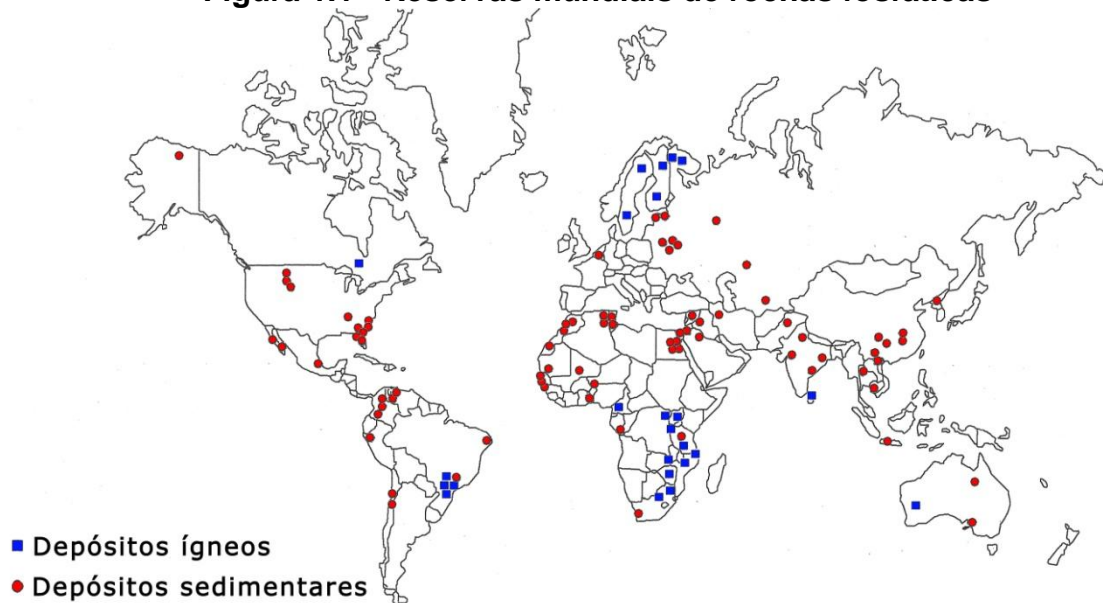 Figura - Reservas mundiais de rochas fosfáticas
Depósitos ígneos
Depósitos sedimentares